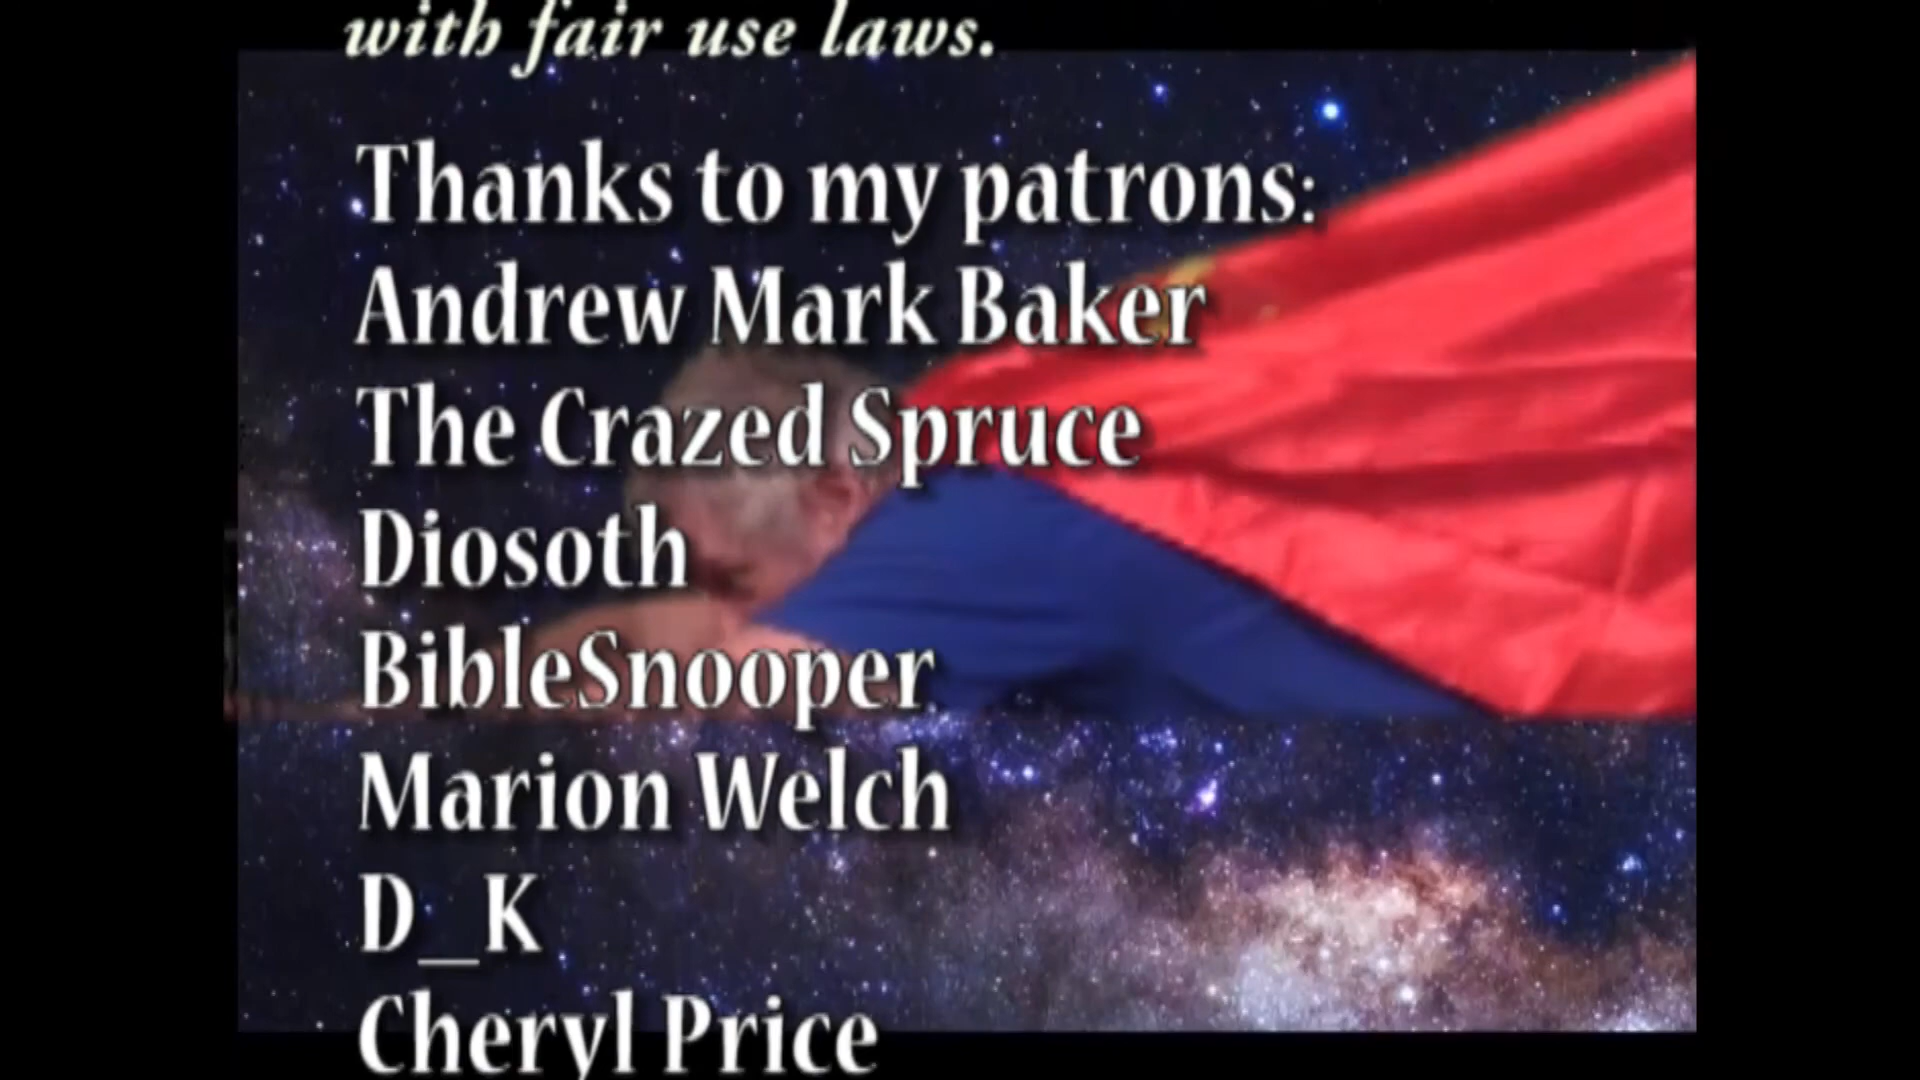 with fair use laws.
Thanks to my patrons:
Andrew Mark Baker
The Crazed Spruce
Diosoth
BibleSnooper
Marion Welch
D_K
Cheryl Price